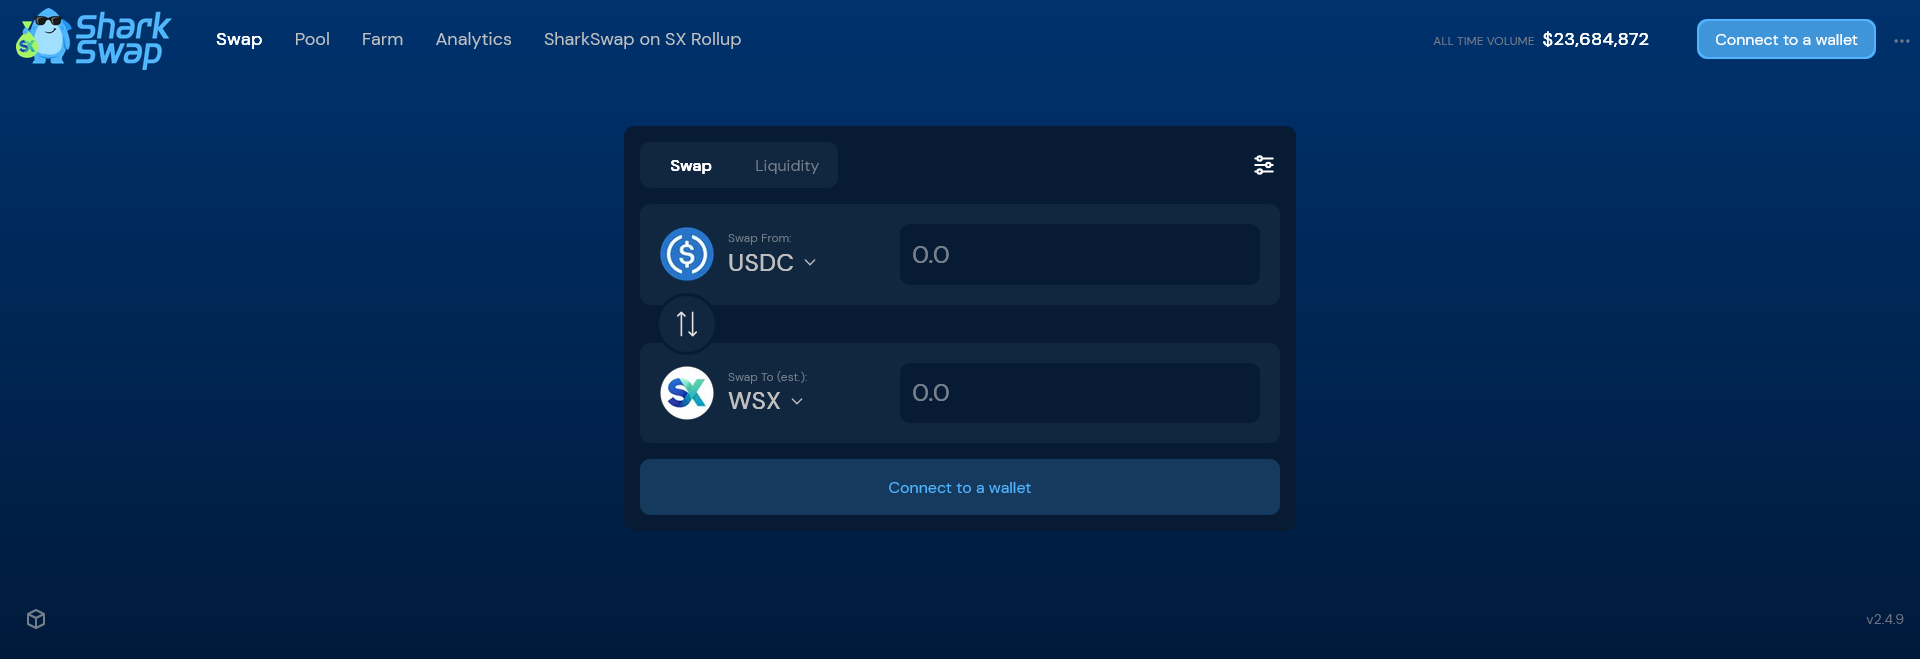 Shark
Swap
Swap Pool Farm Analytics SharkSwap on SX Rollup
ALL TIME VOLUME $23,684,872
Connect to a wallet
Swap Liquidity
Swap From:
USDC
0.0
Swap To (est.):
WSX
0.0
Connect to a wallet
v2.4.9
SX
SX